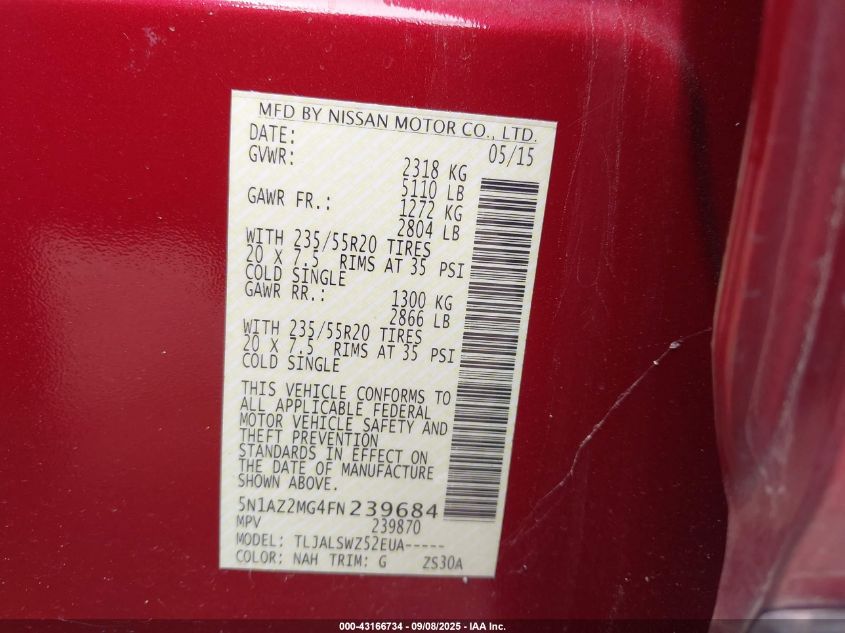 MFD BY NISSAN MOTOR CO., LTD.
DATE: 05/15
GVWR: 2318 KG
5110 LB
GAWR FR.: 1272 KG
2804 LB
WITH 235/55R20 TIRES
20 X 7.5 RIMS AT 35 PSI
COLD SINGLE
GAWR RR.: 1300 KG
2866 LB
WITH 235/55R20 TIRES
20 X 7.5 RIMS AT 35 PSI
COLD SINGLE
THIS VEHICLE CONFORMS TO
ALL APPLICABLE FEDERAL
MOTOR VEHICLE SAFETY AND
THEFT PREVENTION
STANDARDS IN EFFECT ON
THE DATE OF MANUFACTURE
SHOWN ABOVE.
5N1AZ2MG4FN239684
MPV 239870
MODEL: TLJALSWZ52EUA-----
COLOR: NAH TRIM: G ZS30A
000-43166734 - 09/08/2025 - IAA Inc.